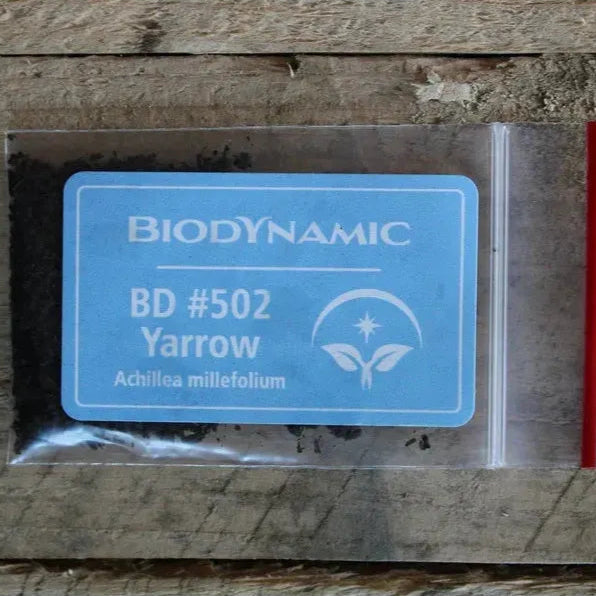 BIODYNAMIC
BD #502
Yarrow
Achillea millefolium